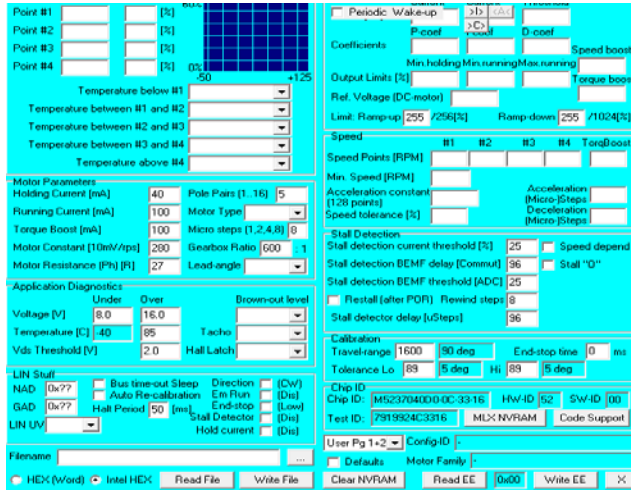 Point #1 [%] 60%
Point #2 [%]
Point #3 [%]
Point #4 [%] 0%
-50 +125
Temperature below #1
Temperature between #1 and #2
Temperature between #2 and #3
Temperature between #3 and #4
Temperature above #4
Motor Parameters
Holding Current [mA] 40 Pole Pairs [1..16] 5
Running Current [mA] 100 Motor Type
Torque Boost [mA] 100 Micro steps [1,2,4,8] 8
Motor Constant [10mV/rps] 280 Gearbox Ratio 600 : 1
Motor Resistance (Ph) [R] 27 Lead-angle
Application Diagnostics
Under Over Brown-out level
Voltage [V] 8.0 16.0
Temperature [C] -40 85 Tacho
Vds Threshold [V] 2.0 Hall Latch
LIN Stuff
NAD 0x?? Bus time-out Sleep Direction (CW)
Auto Re-calibration Em Run (Dis)
GAD 0x?? Hall Period 50 [ms] End-stop (Low)
LIN UV Stall Detector (Dis)
Hold current (Dis)
Filename ...
HEX (Word) Intel HEX Read File Write File
Periodic Wake-up >I> <A<
>C>
P-coef I-coef D-coef
Coefficients Speed boost
Min.holding Min.running Max.running
Output Limits [%] Torque boost
Ref. Voltage (DC-motor)
Limit: Ramp-up 255 /256[%] Ramp-down 255 /1024[%]
Speed
#1 #2 #3 #4 TorqBoost
Speed Points [RPM]
Min. Speed [RPM]
Acceleration constant (128 points) Acceleration (Micro-)Steps
Speed tolerance [%] Deceleration (Micro-)Steps
Stall Detection
Stall detection current threshold [%] 25 Speed depend
Stall detection BEMF delay [Commut] 96 Stall "O"
Stall detection BEMF threshold [ADC] 25
Restall (after POR) Rewind steps 8
Stall detector delay [uSteps] 96
Calibration
Travel-range 1600 90 deg End-stop time 0 ms
Tolerance Lo 89 5 deg Hi 89 5 deg
Chip ID
Chip ID: M5237040D0-0C-33-16 HW-ID 52 SW-ID 00
Test ID: 7919924C3316 MLX NVRAM Code Support
User Pg 1+2 Config-ID -
Defaults Motor Family -
Clear NVRAM Read EE 0x00 Write EE X